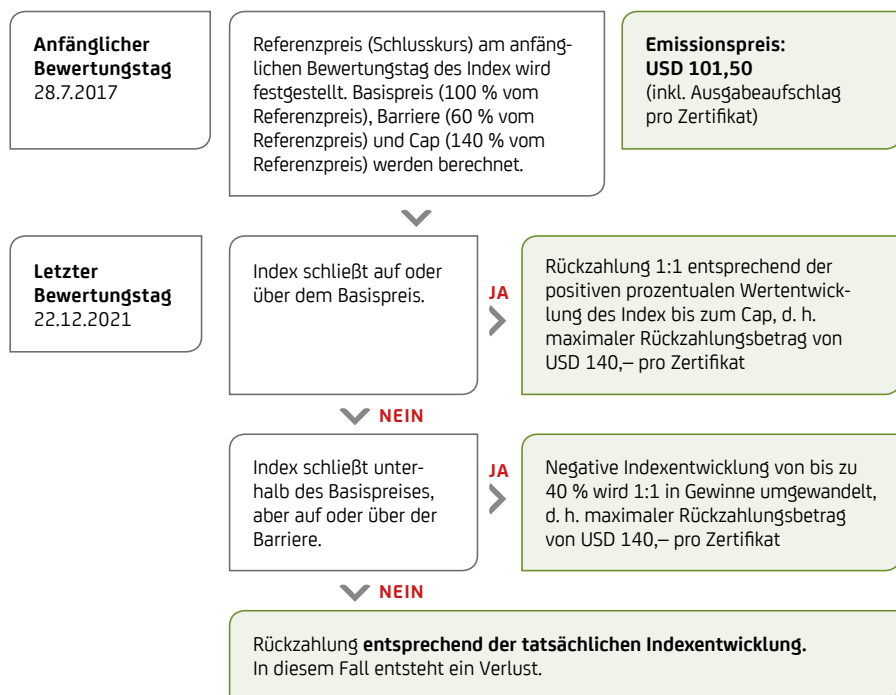 Anfänglicher
Bewertungstag
28.7.2017
Referenzpreis (Schlusskurs) am anfäng-
lichen Bewertungstag des Index wird
festgestellt. Basispreis (100 % vom
Referenzpreis), Barriere (60 % vom
Referenzpreis) und Cap (140 % vom
Referenzpreis) werden berechnet.
Emissionspreis:
USD 101,50
(inkl. Ausgabeaufschlag
pro Zertifikat)
Letzter
Bewertungstag
22.12.2021
Index schließt auf oder
über dem Basispreis.
JA
Rückzahlung 1:1 entsprechend der
positiven prozentualen Wertentwick-
lung des Index bis zum Cap, d. h.
maximaler Rückzahlungsbetrag von
USD 140,– pro Zertifikat
NEIN
Index schließt unter-
halb des Basispreises,
aber auf oder über der
Barriere.
JA
Negative Indexentwicklung von bis zu
40 % wird 1:1 in Gewinne umgewandelt,
d. h. maximaler Rückzahlungsbetrag
von USD 140,– pro Zertifikat
NEIN
Rückzahlung entsprechend der tatsächlichen Indexentwicklung.
In diesem Fall entsteht ein Verlust.